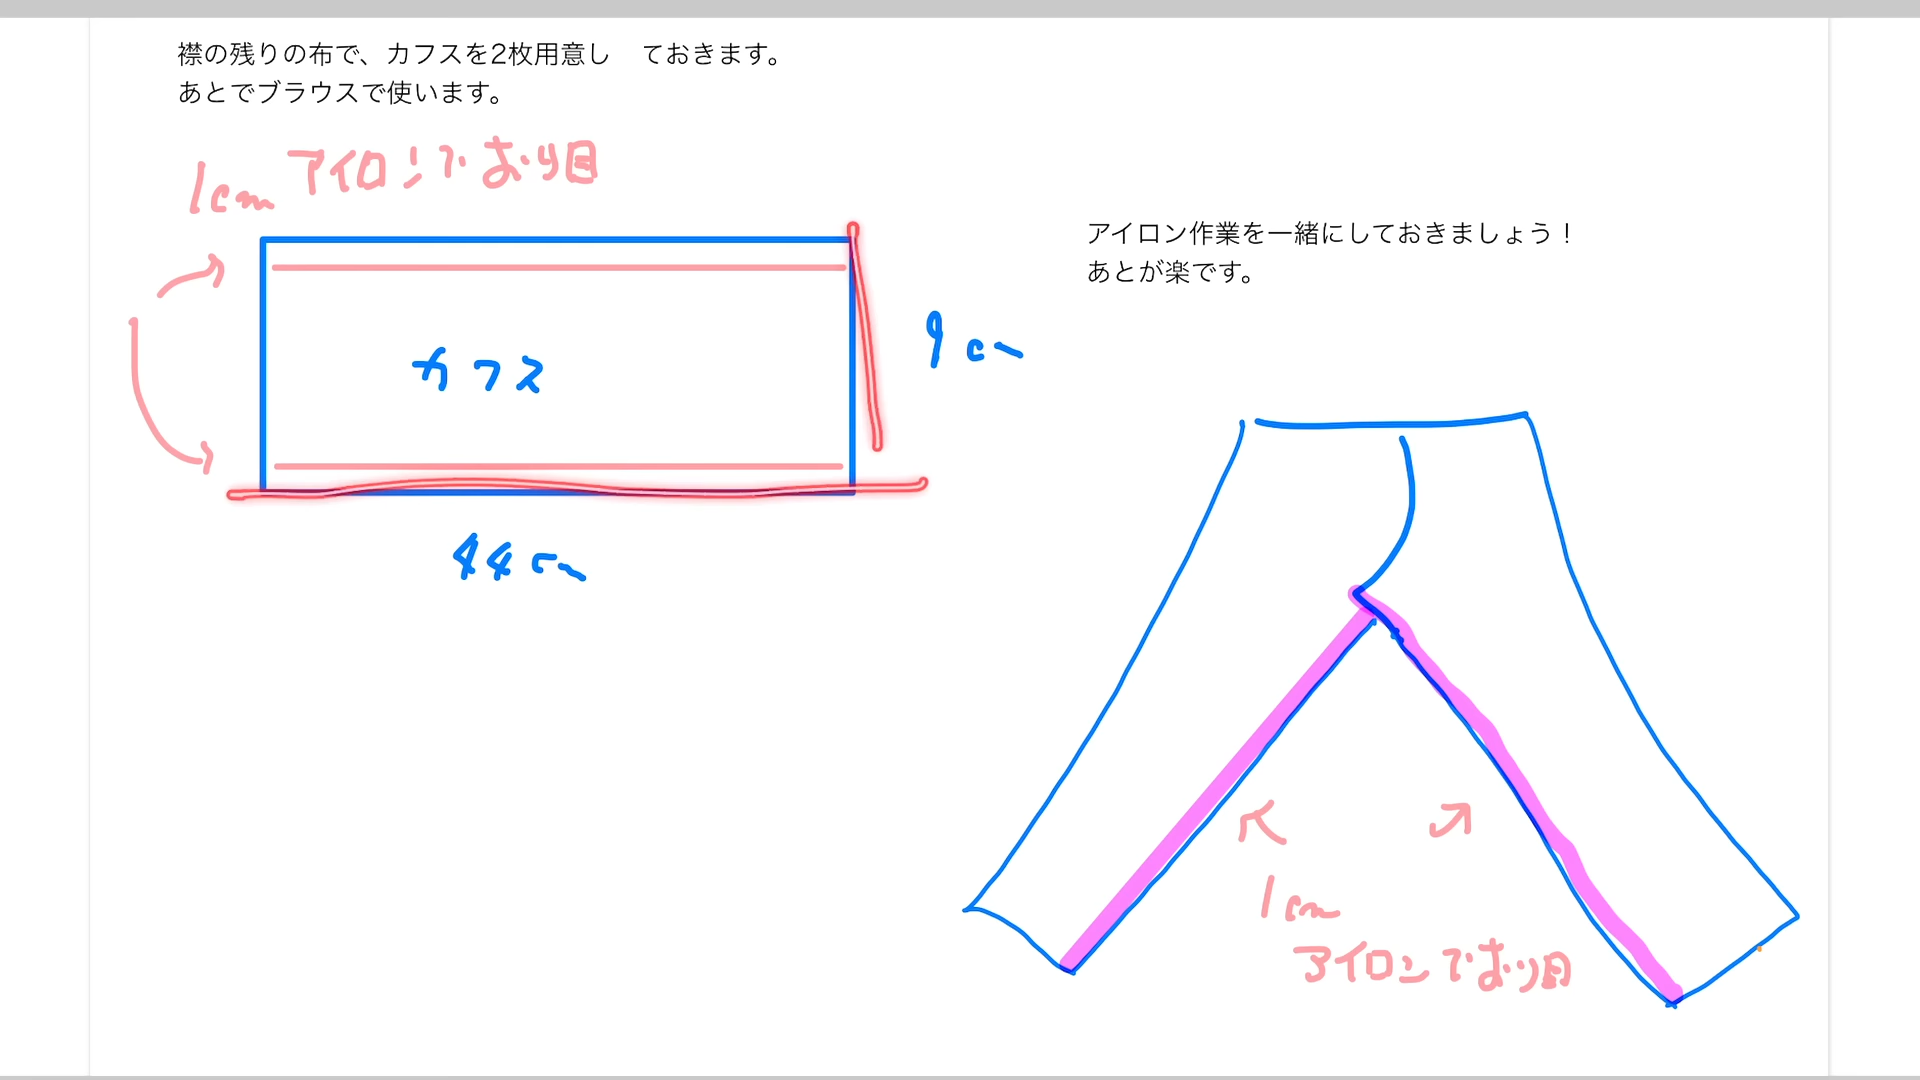 襟の残りの布で、カフスを2枚用意し　ておきます。
あとでブラウスで使います。
1cm アイロンでおり目
カフス
9cm
44cm
アイロン作業を一緒にしておきましょう！
あとが楽です。
1cm
アイロンでおり目